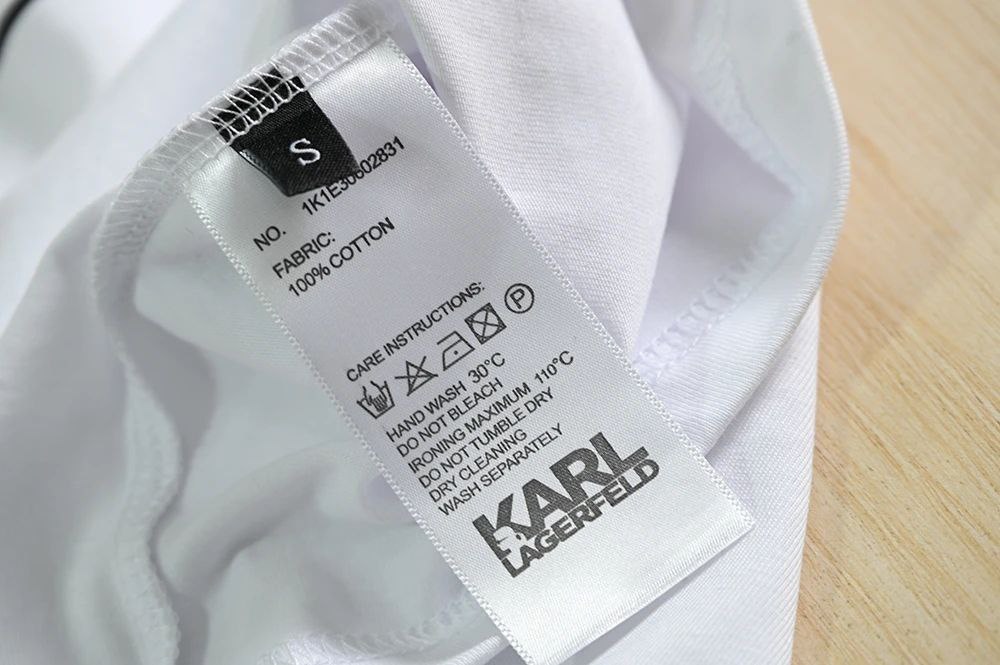 S
NO. 1K1E30602831
FABRIC:
100% COTTON
CARE INSTRUCTIONS:
P
HAND WASH 30°C
DO NOT BLEACH
IRONING MAXIMUM 110°C
DO NOT TUMBLE DRY
DRY CLEANING
WASH SEPARATELY
KARL
LAGERFELD